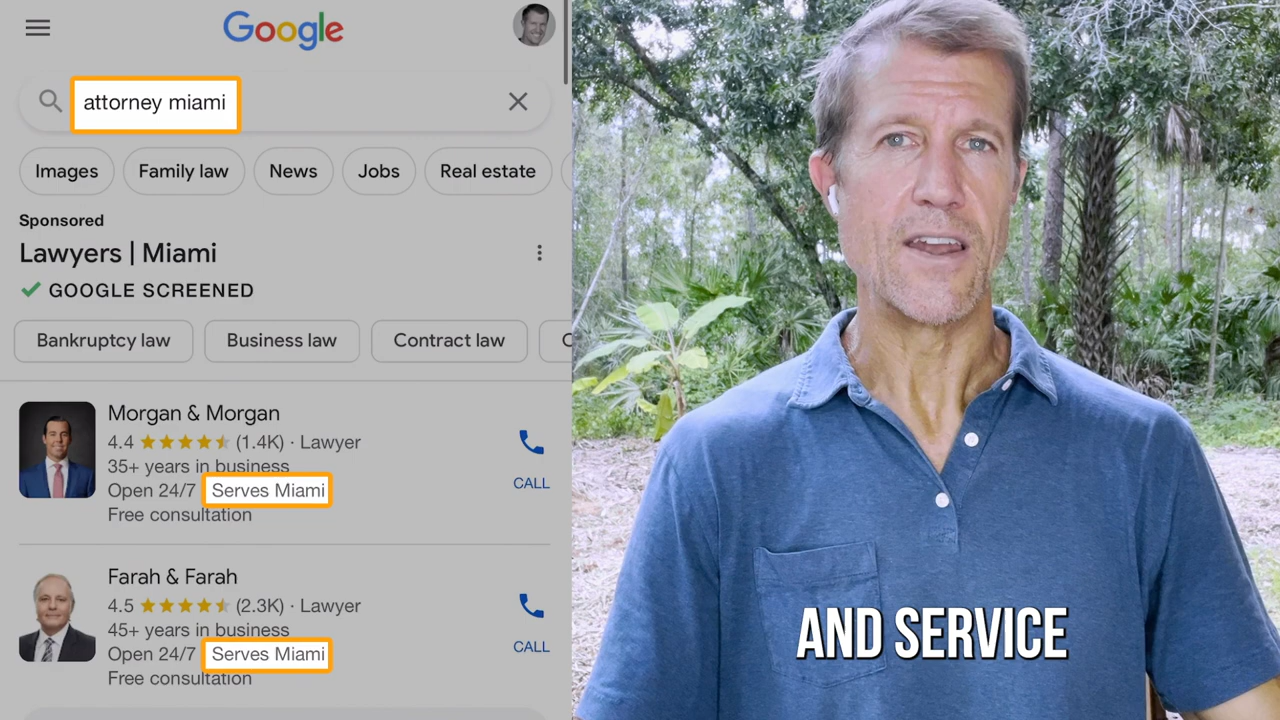 Google
attorney miami
Images
Family law
News
Jobs
Real estate
Sponsored
Lawyers | Miami
GOOGLE SCREENED
Bankruptcy law
Business law
Contract law
Morgan & Morgan
4.4 (1.4K) · Lawyer
35+ years in business
Open 24/7 Serves Miami
Free consultation
CALL
Farah & Farah
4.5 (2.3K) · Lawyer
45+ years in business
Open 24/7 Serves Miami
Free consultation
CALL
AND SERVICE